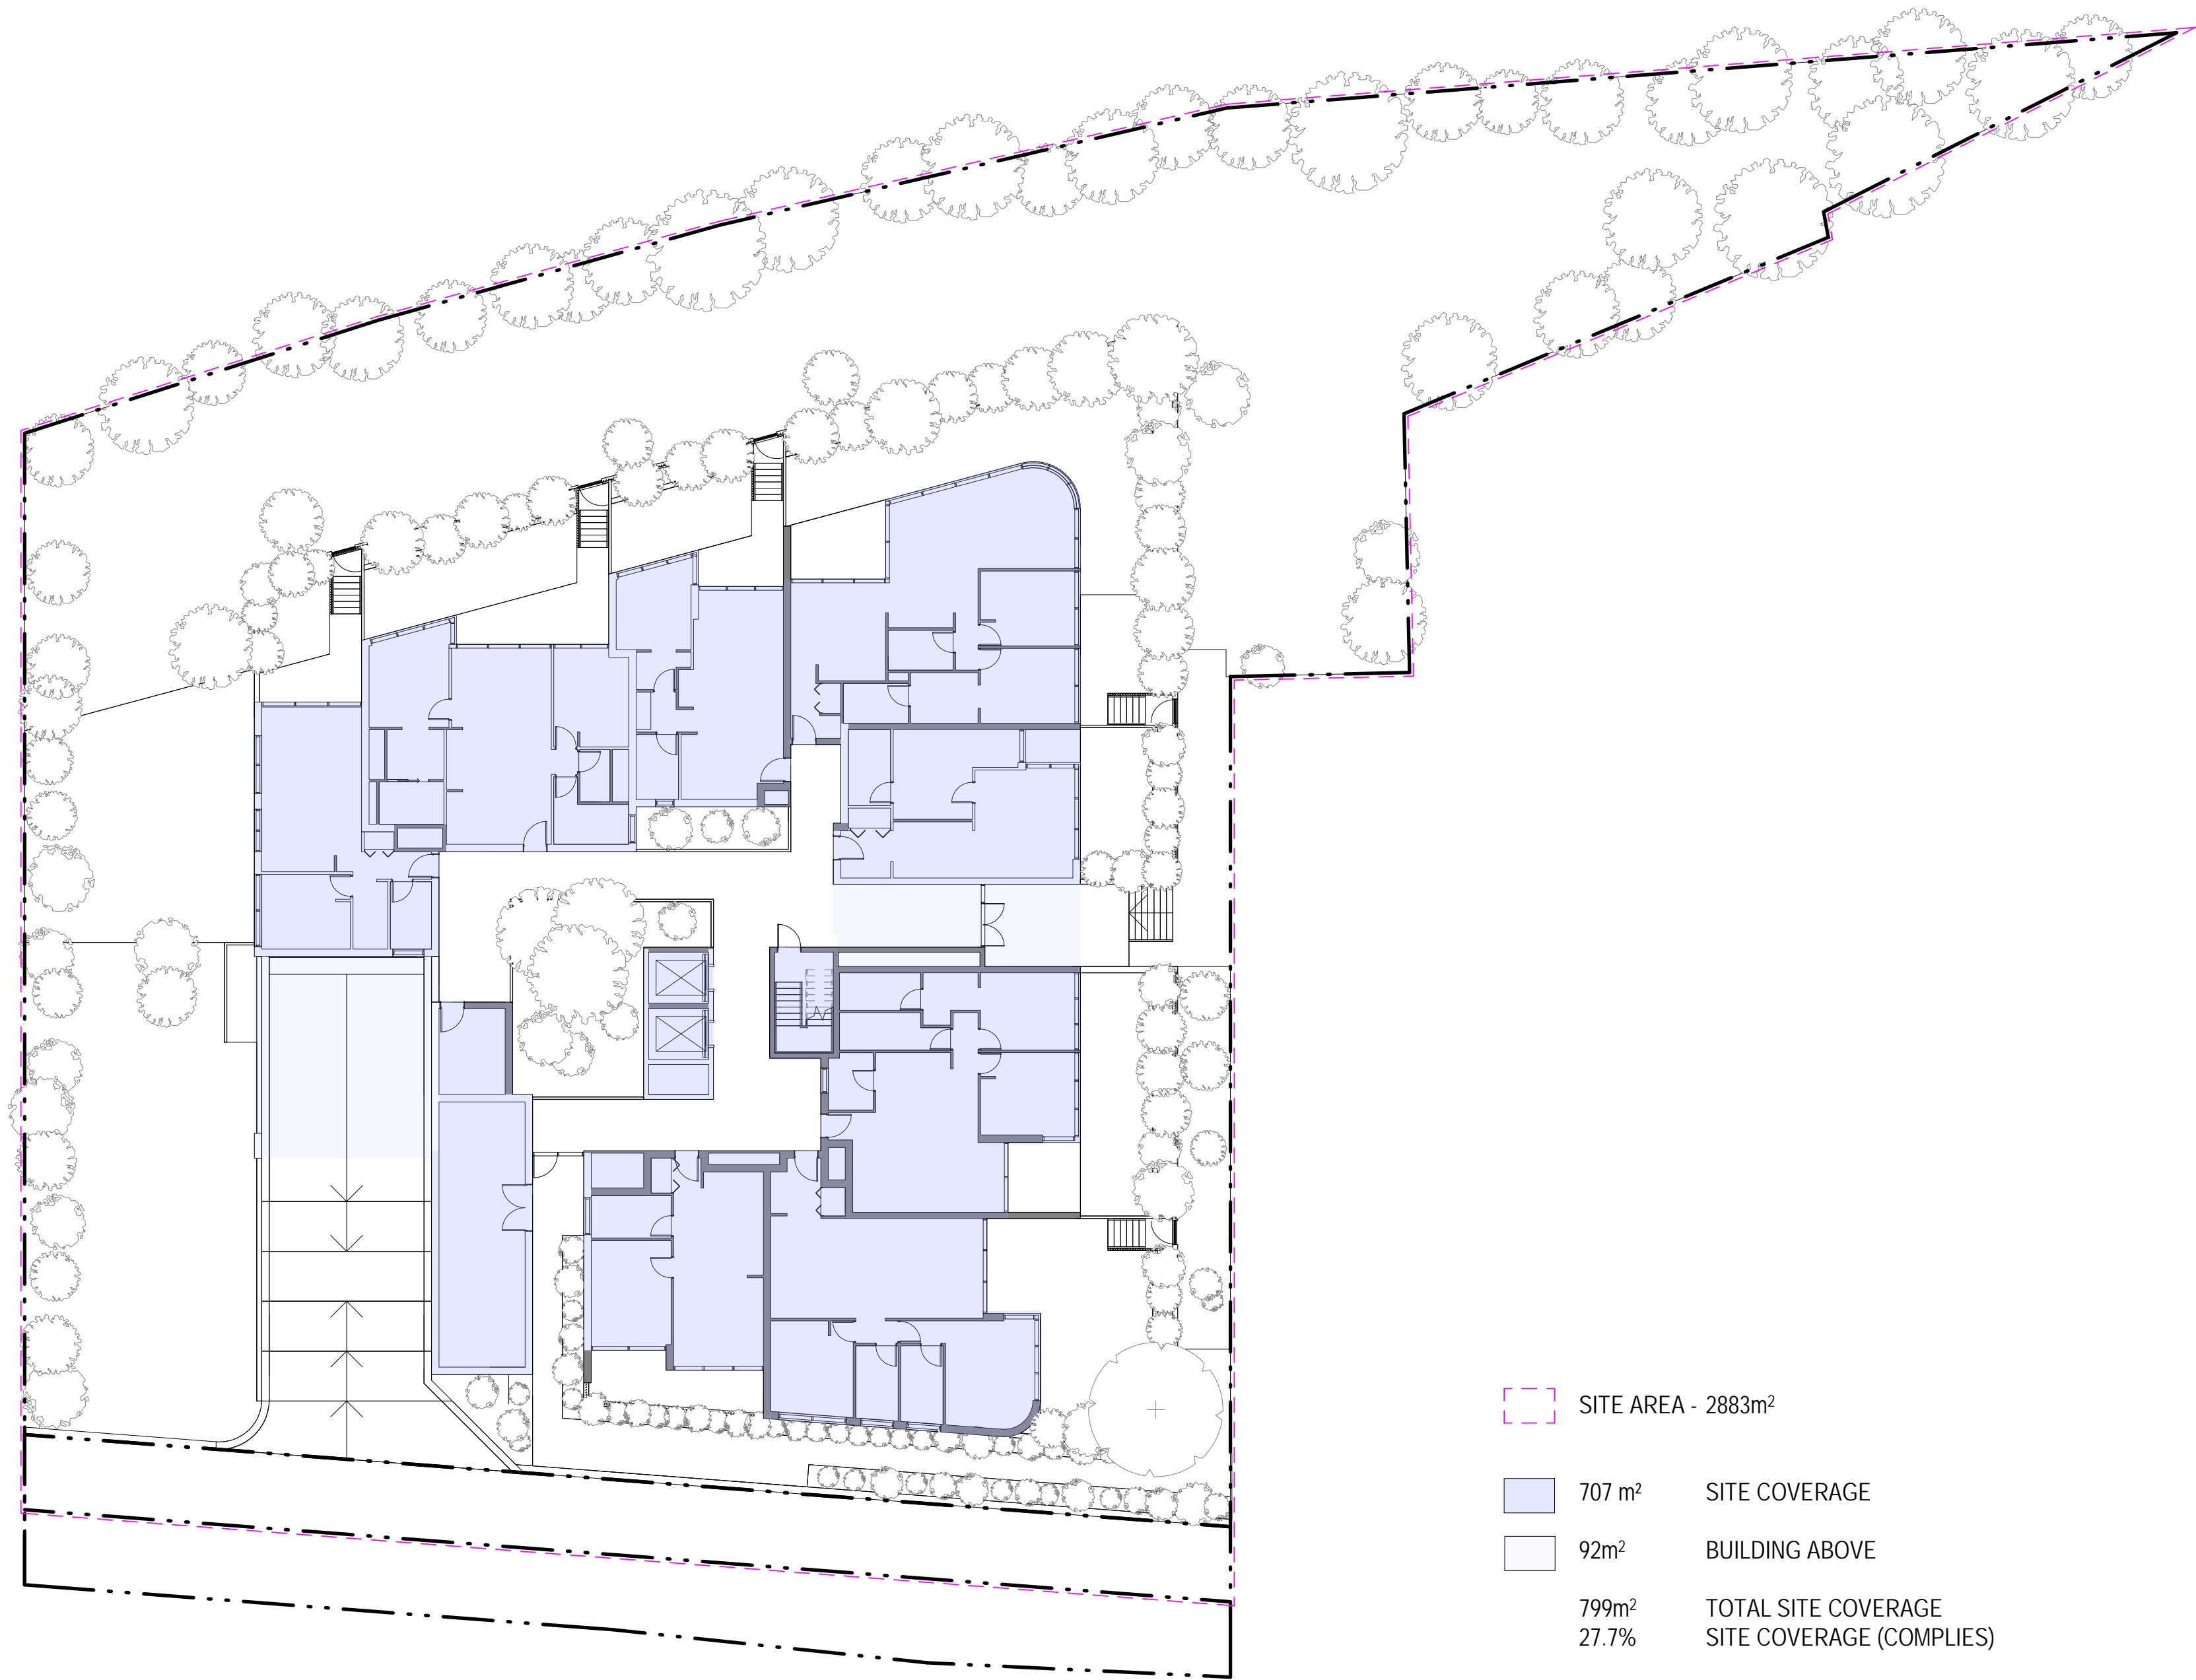 SITE AREA - 2883m²
707 m² SITE COVERAGE
92m² BUILDING ABOVE
799m² TOTAL SITE COVERAGE
27.7% SITE COVERAGE (COMPLIES)